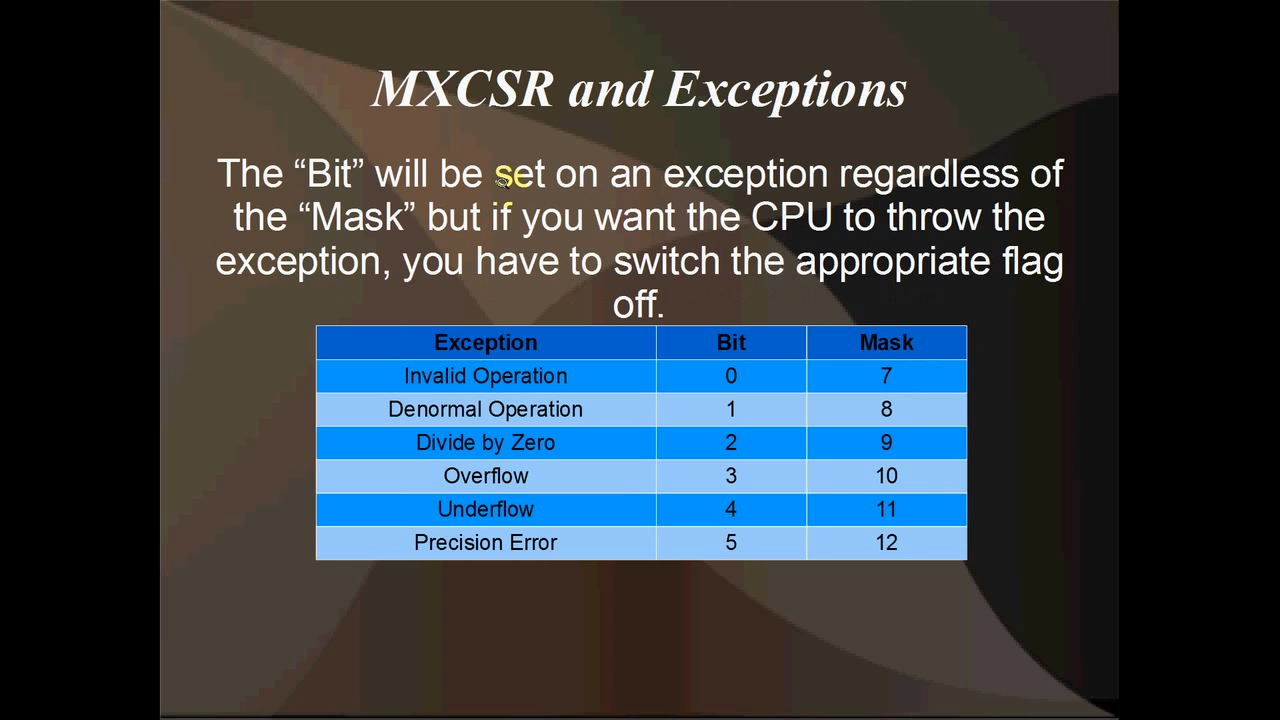 MXCSR and Exceptions
The “Bit” will be set on an exception regardless of
the “Mask” but if you want the CPU to throw the
exception, you have to switch the appropriate flag
off.
Exception Bit Mask
Invalid Operation 0 7
Denormal Operation 1 8
Divide by Zero 2 9
Overflow 3 10
Underflow 4 11
Precision Error 5 12